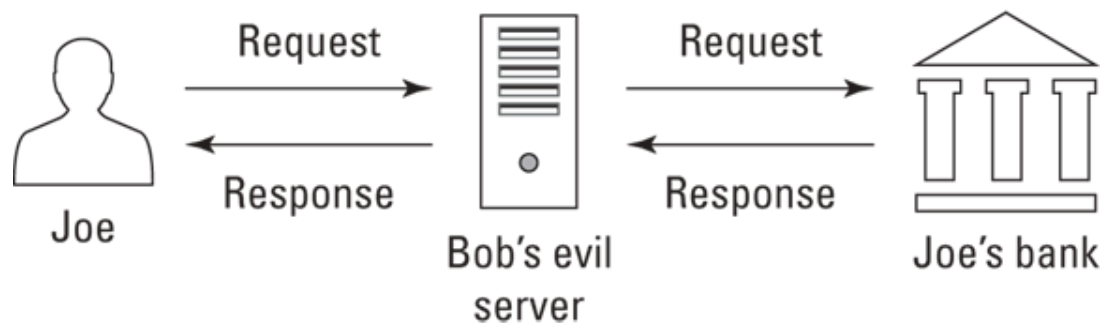 Request
Request
Response
Response
Joe
Bob's evil
server
Joe's bank